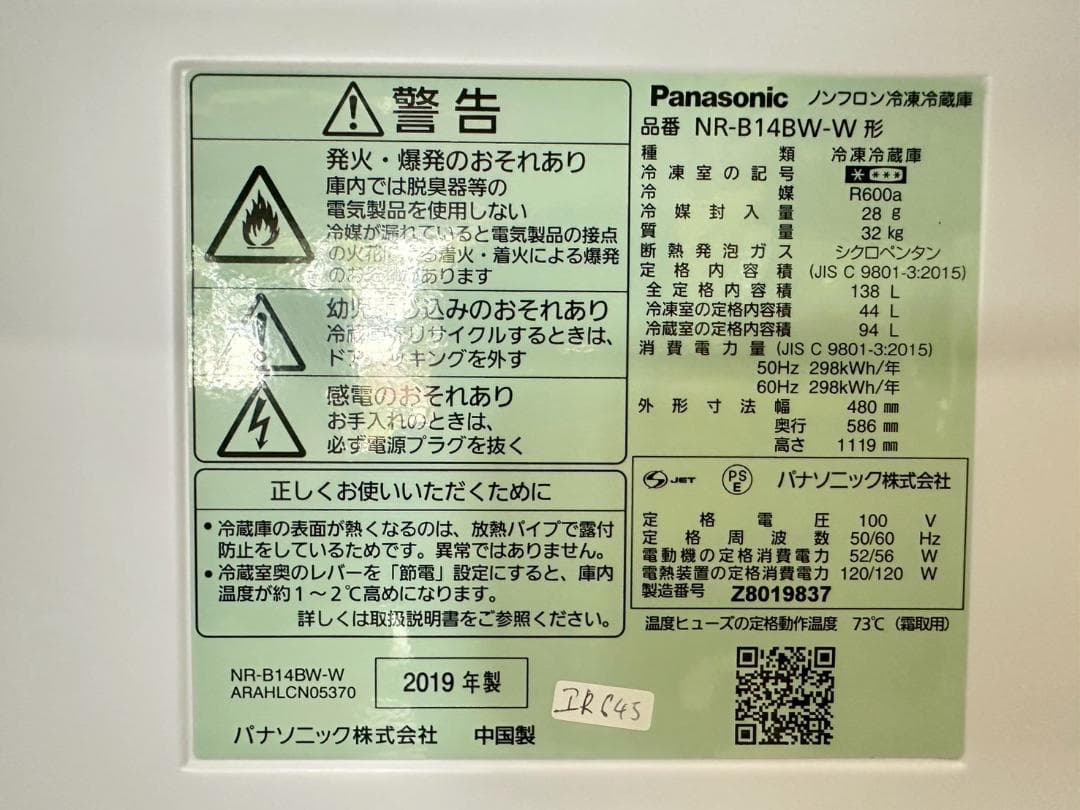 警告
発火・爆発のおそれあり
庫内では脱臭器等の
電気製品を使用しない
冷媒が漏れていると電気製品の接点
の火花による着火・着火による爆発
のおそれがあります
幼児 込みのおそれあり
冷蔵庫をリサイクルするときは、
ドアパッキングを外す
感電のおそれあり
お手入れのときは、
必ず電源プラグを抜く
正しくお使いいただくために
•冷蔵庫の表面が熱くなるのは、放熱パイプで露付
防止をしているためです。異常ではありません。
•冷蔵室奥のレバーを「節電」設定にすると、庫内
温度が約1～2℃高めになります。
詳しくは取扱説明書をご参照ください。
NR-B14BW-W
ARAHLCN05370
2019 年製
パナソニック株式会社 中国製
Panasonic ノンフロン冷凍冷蔵庫
品番 NR-B14BW-W 形
種類 冷凍冷蔵庫
冷凍室の記号 * ***
冷媒 R600a
冷媒封入量 28 g
質量 32 kg
断熱発泡ガス シクロペンタン
定格内容積 (JIS C 9801-3:2015)
全定格内容積 138 L
冷凍室の定格内容積 44 L
冷蔵室の定格内容積 94 L
消費電力量 (JIS C 9801-3:2015)
50Hz 298kWh/年
60Hz 298kWh/年
外形寸法 幅 480 mm
奥行 586 mm
高さ 1119 mm
JET PSE パナソニック株式会社
定格電圧 100 V
定格周波数 50/60 Hz
電動機の定格消費電力 52/56 W
電熱装置の定格消費電力 120/120 W
製造番号 Z8019837
温度ヒューズの定格動作温度 73℃ (霜取用)